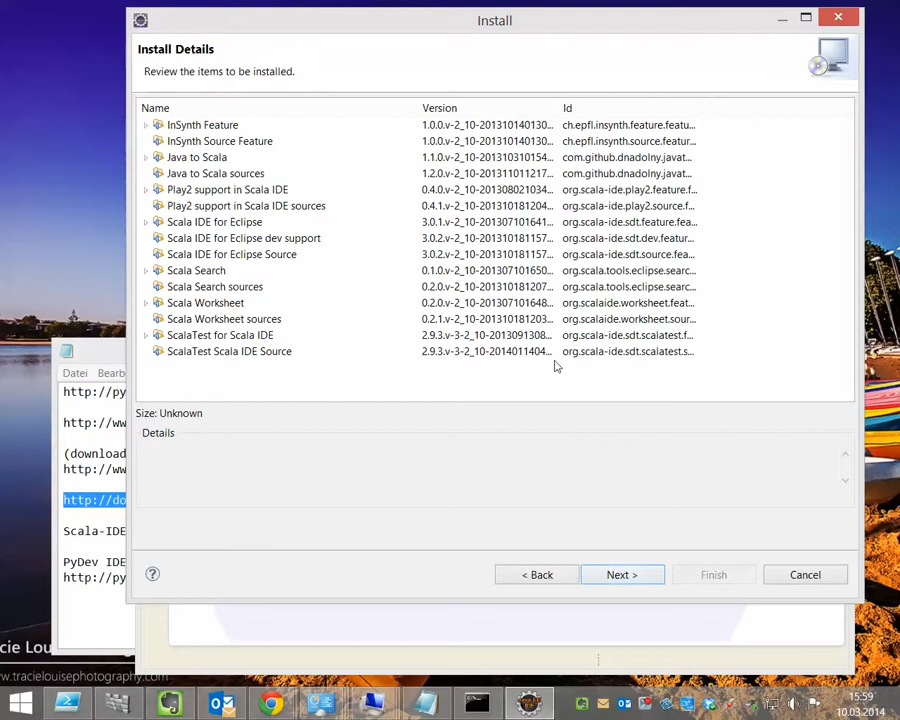 Install
Install Details
Review the items to be installed.
Name Version Id
InSynth Feature 1.0.0.v-2_10-201310140130... ch.epfl.insynth.feature.featu...
InSynth Source Feature 1.0.0.v-2_10-201310140130... ch.epfl.insynth.source.featur...
Java to Scala 1.1.0.v-2_10-201310310154... com.github.dnadolny.javat...
Java to Scala sources 1.2.0.v-2_10-201311011217... com.github.dnadolny.javat...
Play2 support in Scala IDE 0.4.0.v-2_10-201308021034... org.scala-ide.play2.feature.f...
Play2 support in Scala IDE sources 0.4.1.v-2_10-201310181204... org.scala-ide.play2.source.f...
Scala IDE for Eclipse 3.0.1.v-2_10-201307101641... org.scala-ide.sdt.feature.fea...
Scala IDE for Eclipse dev support 3.0.2.v-2_10-201310181157... org.scala-ide.sdt.dev.featur...
Scala IDE for Eclipse Source 3.0.2.v-2_10-201310181157... org.scala-ide.sdt.source.fea...
Scala Search 0.1.0.v-2_10-201307101650... org.scala.tools.eclipse.searc...
Scala Search sources 0.2.0.v-2_10-201310181207... org.scala.tools.eclipse.searc...
Scala Worksheet 0.2.0.v-2_10-201307101648... org.scalaide.worksheet.feat...
Scala Worksheet sources 0.2.1.v-2_10-201310181203... org.scalaide.worksheet.sour...
ScalaTest for Scala IDE 2.9.3.v-3-2_10-2013091308... org.scala-ide.sdt.scalatest.f...
ScalaTest Scala IDE Source 2.9.3.v-3-2_10-2014011404... org.scala-ide.sdt.scalatest.s...
Size: Unknown
Details
< Back Next > Finish Cancel
Datei Bearb
http://py
http://ww
(download
http://ww
http://do
Scala-IDE
PyDev IDE
http://py
cie Lou
w.tracielouisephotography.com
15:59
10.03.2014